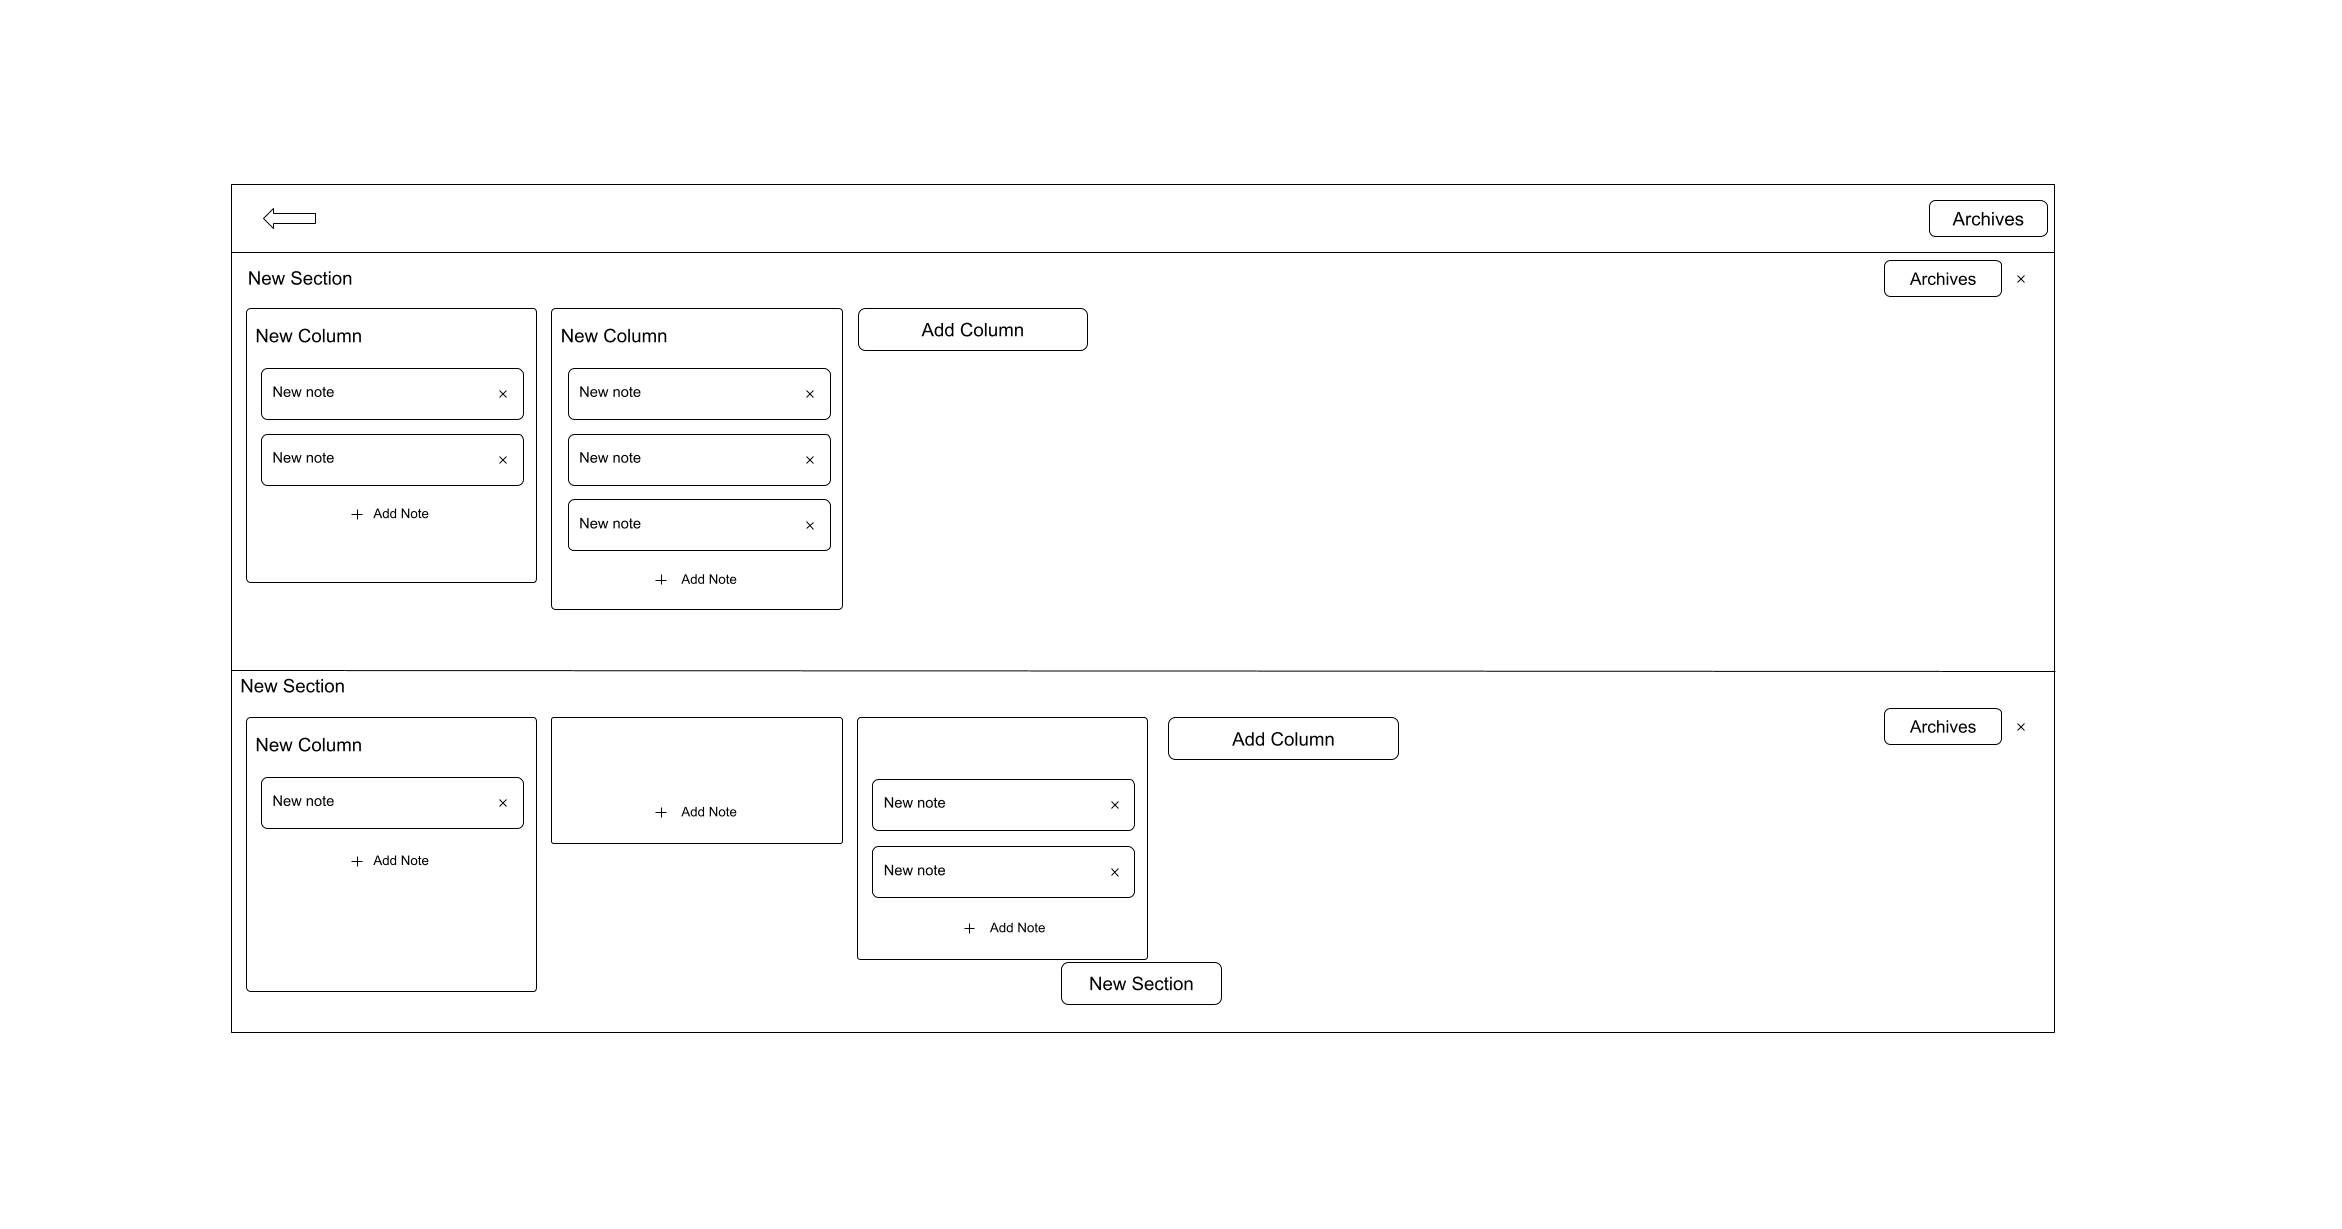 Archives
New Section
Archives ×
New Column
New note ×
New note ×
+ Add Note
New Column
New note ×
New note ×
New note ×
+ Add Note
Add Column
New Section
Archives ×
New Column
New note ×
+ Add Note
+ Add Note
New note ×
New note ×
+ Add Note
Add Column
New Section